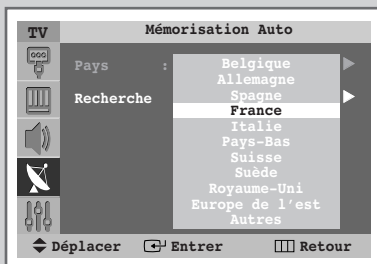 TV
Mémorisation Auto
Pays :
Belgique
Allemagne
Recherche
Spagne
France
Italie
Pays-Bas
Suisse
Suède
Royaume-Uni
Europe de l'est
Autres
Déplacer Entrer Retour